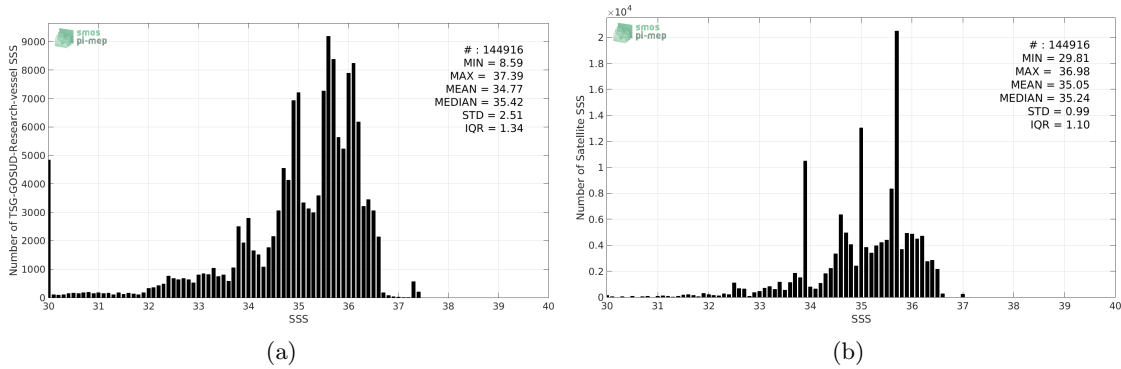 smos
pi-mep
Number of TSG-GOSUD-Research-vessel SSS
9000
8000
7000
6000
5000
4000
3000
2000
1000
0
# : 144916
MIN = 8.59
MAX = 37.39
MEAN = 34.77
MEDIAN = 35.42
STD = 2.51
IQR = 1.34
30 31 32 33 34 35 36 37 38 39 40
SSS
(a)
×10⁴
smos
pi-mep
Number of Satellite SSS
2
1.8
1.6
1.4
1.2
1
0.8
0.6
0.4
0.2
0
# : 144916
MIN = 29.81
MAX = 36.98
MEAN = 35.05
MEDIAN = 35.24
STD = 0.99
IQR = 1.10
30 31 32 33 34 35 36 37 38 39 40
SSS
(b)